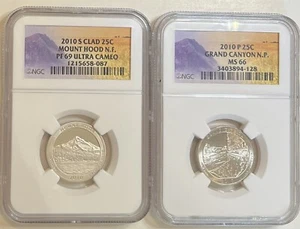 2010 S CLAD 25C
MOUNT HOOD N.F.
PF 69 ULTRA CAMEO
1215658-087
NGC
2010 P 25C
GRAND CANYON N.P.
MS 66
3403894-128
NGC